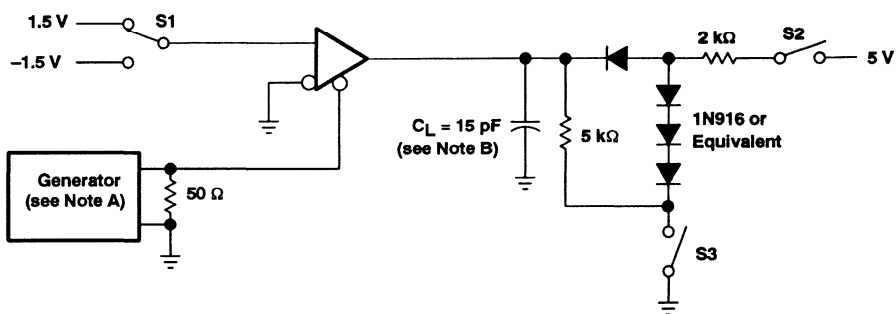 1.5 V
S1
–1.5 V
2 kΩ
S2
5 V
CL = 15 pF
(see Note B)
5 kΩ
1N916 or
Equivalent
Generator
(see Note A)
50 Ω
S3